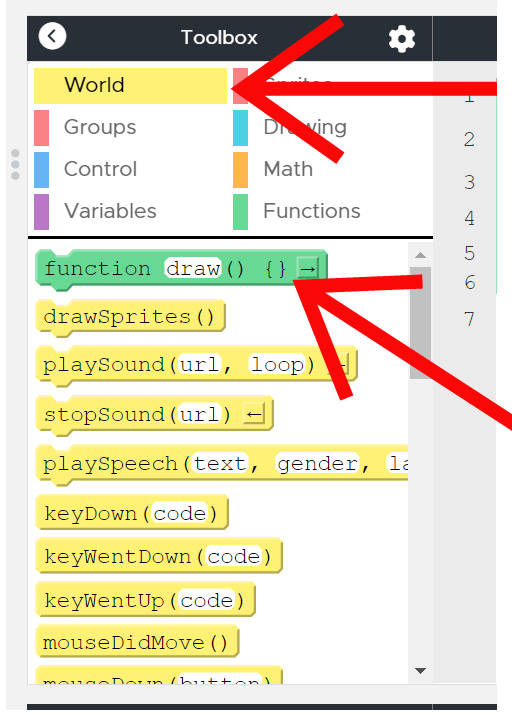 Toolbox
World Sprites
Groups Drawing
Control Math
Variables Functions
function draw() {} →
drawSprites()
playSound(url, loop)
stopSound(url) ←
playSpeech(text, gender, la
keyDown(code)
keyWentDown(code)
keyWentUp(code)
mouseDidMove()
mouseDown(button)
1
2
3
4
5
6
7